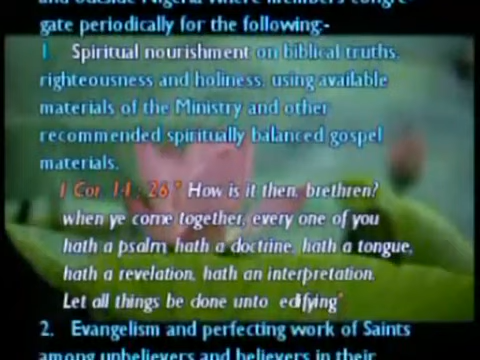 and outside Nigeria where members congre-
gate periodically for the following:-
1. Spiritual nourishment on biblical truths,
righteousness and holiness, using available
materials of the Ministry and other
recommended spiritually balanced gospel
materials.
1 Cor. 14 : 26 " How is it then, brethren?
when ye come together, every one of you
hath a psalm, hath a doctrine, hath a tongue,
hath a revelation, hath an interpretation.
Let all things be done unto edifying"
2. Evangelism and perfecting work of Saints
among unbelievers and believers in their